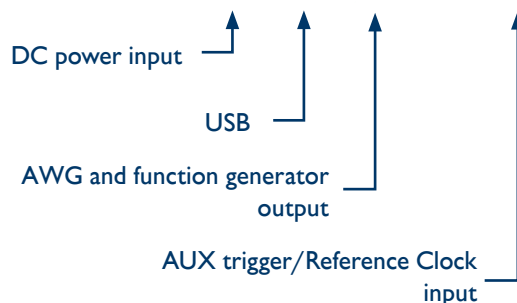 DC power input
USB
AWG and function generator
output
AUX trigger/Reference Clock
input